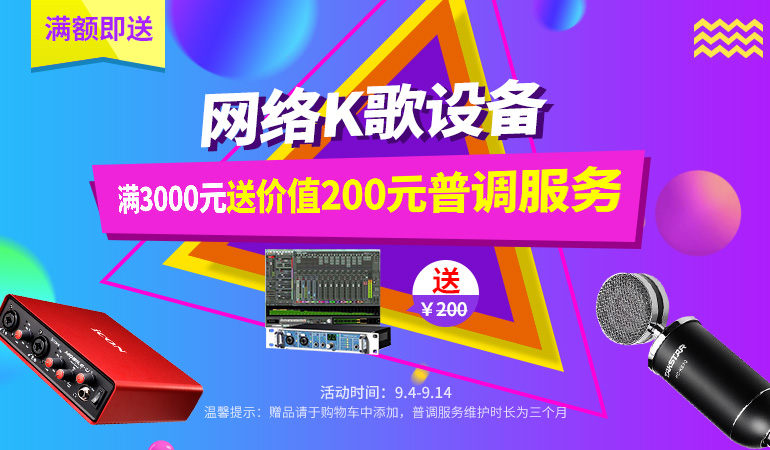 满额即送
网络K歌设备
满3000元送价值200元普调服务
送
￥200
iCON
TAKSTAR
活动时间：9.4-9.14
温馨提示：赠品请于购物车中添加，普调服务维护时长为三个月